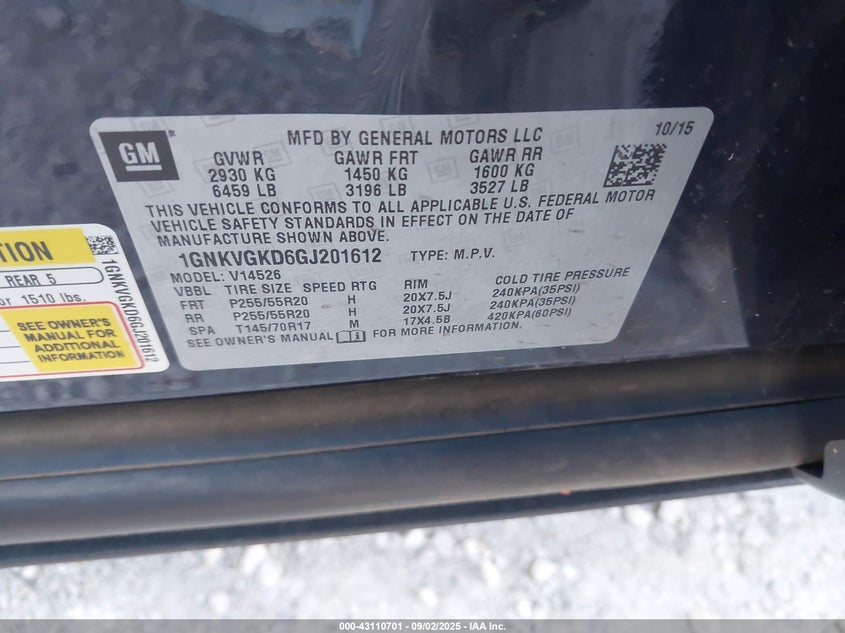 GM
MFD BY GENERAL MOTORS LLC
10/15
GVWR GAWR FRT GAWR RR
2930 KG 1450 KG 1600 KG
6459 LB 3196 LB 3527 LB
THIS VEHICLE CONFORMS TO ALL APPLICABLE U.S. FEDERAL MOTOR
VEHICLE SAFETY STANDARDS IN EFFECT ON THE DATE OF
MANUFACTURE SHOWN ABOVE.
1GNKVGKD6GJ201612 TYPE: M.P.V.
MODEL: V14526
VBBL TIRE SIZE SPEED RTG RIM COLD TIRE PRESSURE
FRT P255/55R20 H 20X7.5J 240KPA(35PSI)
RR P255/55R20 H 20X7.5J 240KPA(35PSI)
SPA T145/70R17 M 17X4.5B 420KPA(60PSI)
SEE OWNER'S MANUAL FOR MORE INFORMATION.
REAR 5
or 1510 lbs.
SEE OWNER'S
MANUAL FOR
ADDITIONAL
INFORMATION
1GNKVGKD6GJ201612
000-43110701 - 09/02/2025 - IAA Inc.